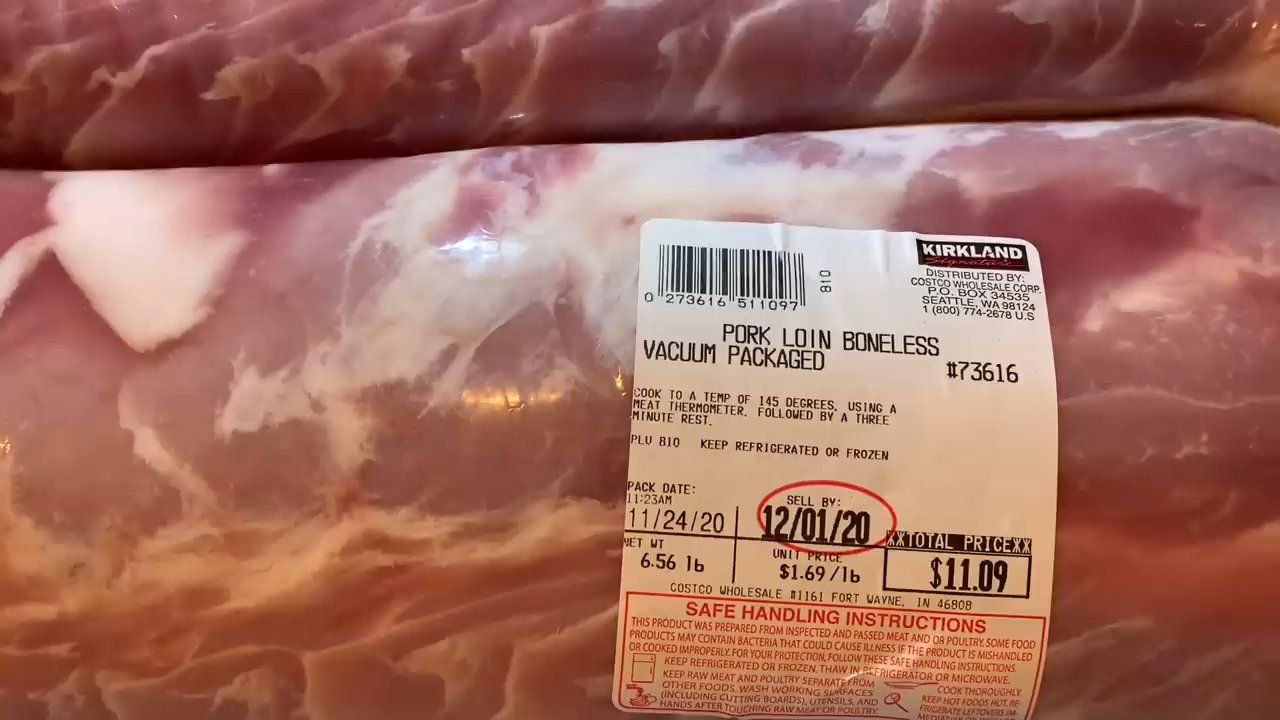 KIRKLAND
Signature
DISTRIBUTED BY:
COSTCO WHOLESALE CORP.
P.O. BOX 34535
SEATTLE, WA 98124
1 (800) 774-2678 U.S
810
0 273616 511097
PORK LOIN BONELESS
VACUUM PACKAGED
#73616
COOK TO A TEMP OF 145 DEGREES, USING A
MEAT THERMOMETER, FOLLOWED BY A THREE
MINUTE REST.
PLU 810 KEEP REFRIGERATED OR FROZEN
PACK DATE:
11:23AM
11/24/20
SELL BY:
12/01/20
NET WT
6.56 lb
UNIT PRICE
$1.69/lb
**TOTAL PRICE**
$11.09
COSTCO WHOLESALE #1161 FORT WAYNE, IN 46808
SAFE HANDLING INSTRUCTIONS
THIS PRODUCT WAS PREPARED FROM INSPECTED AND PASSED MEAT AND/OR POULTRY. SOME FOOD
PRODUCTS MAY CONTAIN BACTERIA THAT COULD CAUSE ILLNESS IF THE PRODUCT IS MISHANDLED
OR COOKED IMPROPERLY. FOR YOUR PROTECTION, FOLLOW THESE SAFE HANDLING INSTRUCTIONS.
KEEP REFRIGERATED OR FROZEN. THAW IN REFRIGERATOR OR MICROWAVE.
KEEP RAW MEAT AND POULTRY SEPARATE FROM
OTHER FOODS. WASH WORKING SURFACES
(INCLUDING CUTTING BOARDS), UTENSILS, AND
HANDS AFTER TOUCHING RAW MEAT OR POULTRY.
COOK THOROUGHLY.
KEEP HOT FOODS HOT. RE-
FRIGERATE LEFTOVERS IM-